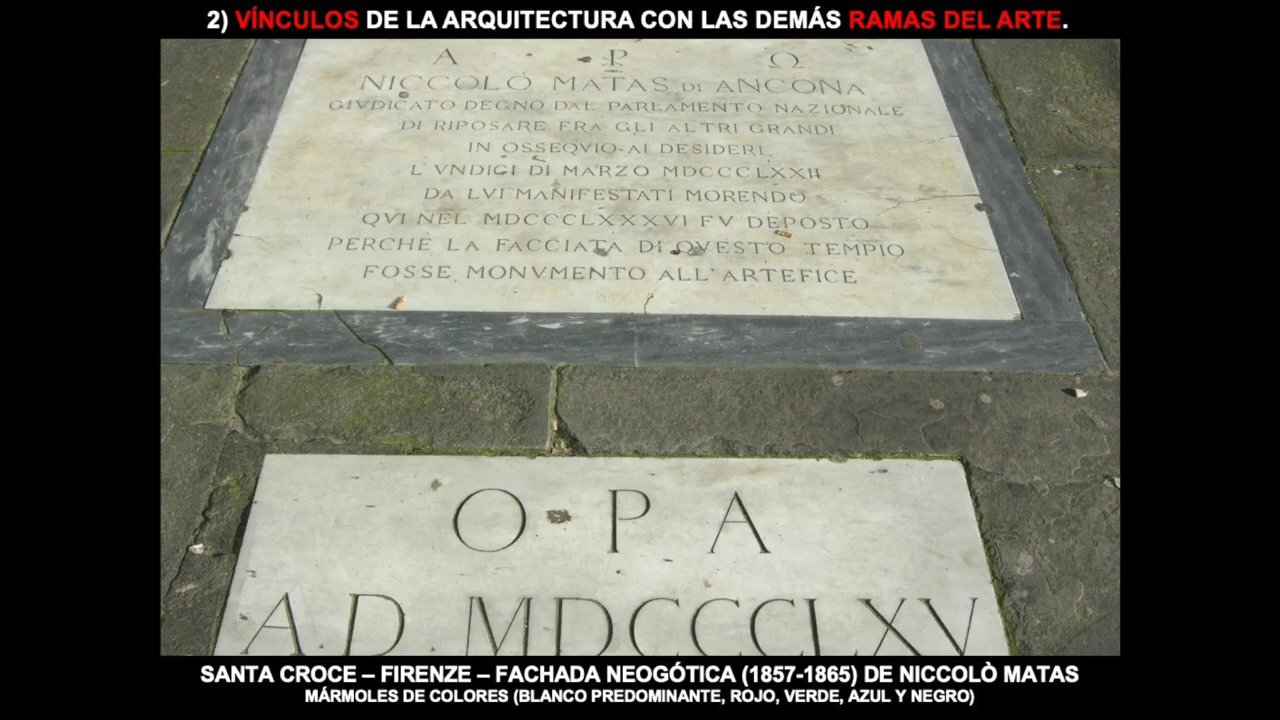 2) VÍNCULOS DE LA ARQUITECTURA CON LAS DEMÁS RAMAS DEL ARTE.
Α ☧ Ω
NICCOLÒ MATAS DI ANCONA
GIVDICATO DEGNO DAL PARLAMENTO NAZIONALE
DI RIPOSARE FRA GLI ALTRI GRANDI
IN OSSEQVIO AI DESIDERI
L'VNDICI DI MARZO MDCCCLXXII
DA LVI MANIFESTATI MORENDO
QVI NEL MDCCCLXXXVI FV DEPOSTO
PERCHÈ LA FACCIATA DI QVESTO TEMPIO
FOSSE MONVMENTO ALL'ARTEFICE
O P A
A D MDCCCLXV
SANTA CROCE – FIRENZE – FACHADA NEOGÓTICA (1857-1865) DE NICCOLÒ MATAS
MÁRMOLES DE COLORES (BLANCO PREDOMINANTE, ROJO, VERDE, AZUL Y NEGRO)